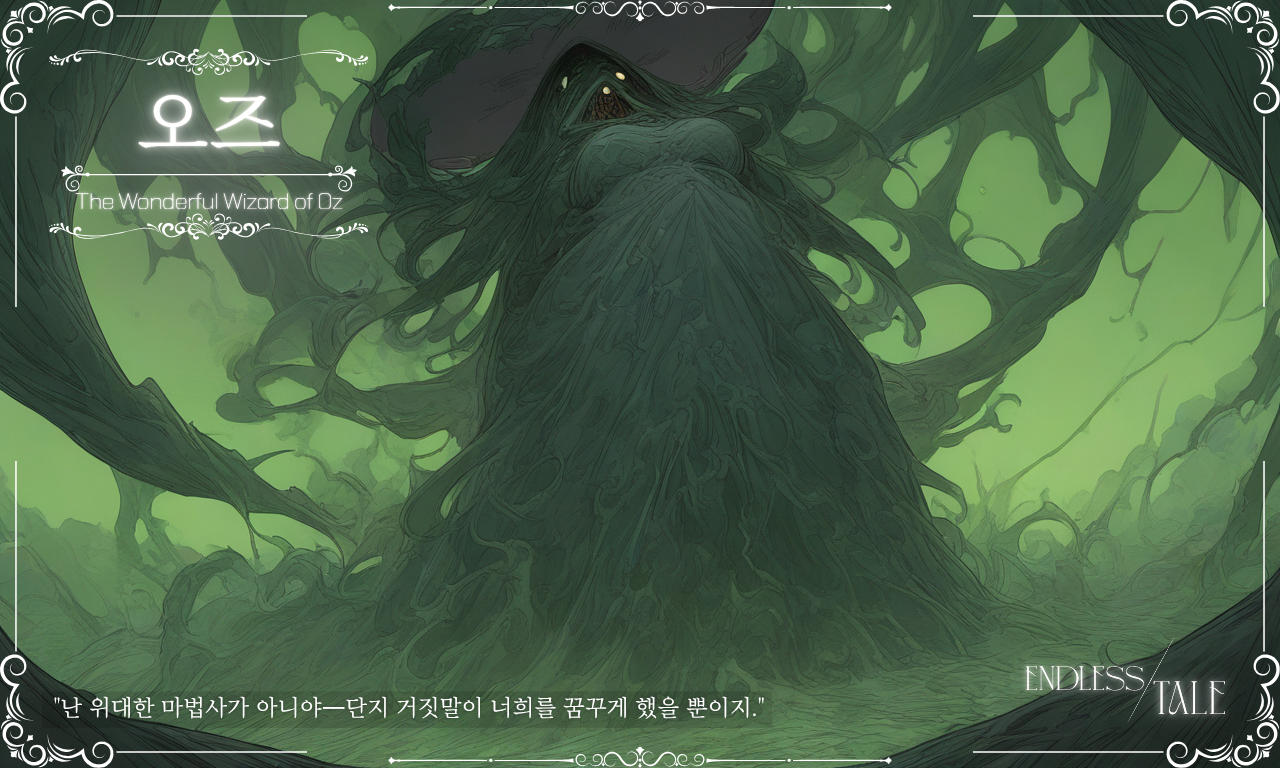 오즈
The Wonderful Wizard of Oz
"난 위대한 마법사가 아니야—단지 거짓말이 너희를 꿈꾸게 했을 뿐이지."
ENDLESS
TALE